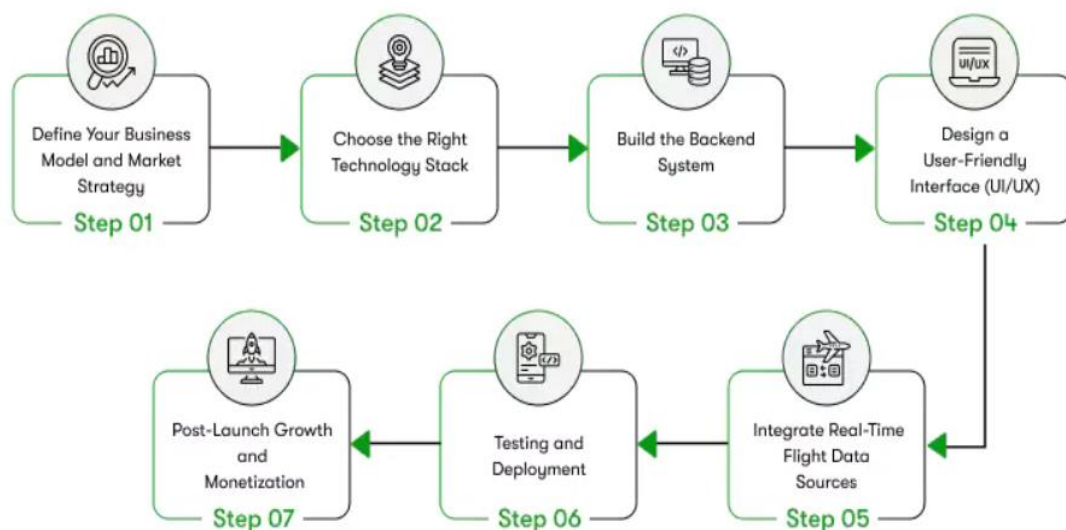 Define Your Business
Model and Market
Strategy
Step 01
Choose the Right
Technology Stack
Step 02
</>
Build the Backend
System
Step 03
UI/UX
Design a
User-Friendly
Interface (UI/UX)
Step 04
Integrate Real-Time
Flight Data
Sources
Step 05
</>
Testing and
Deployment
Step 06
Post-Launch Growth
and
Monetization
Step 07